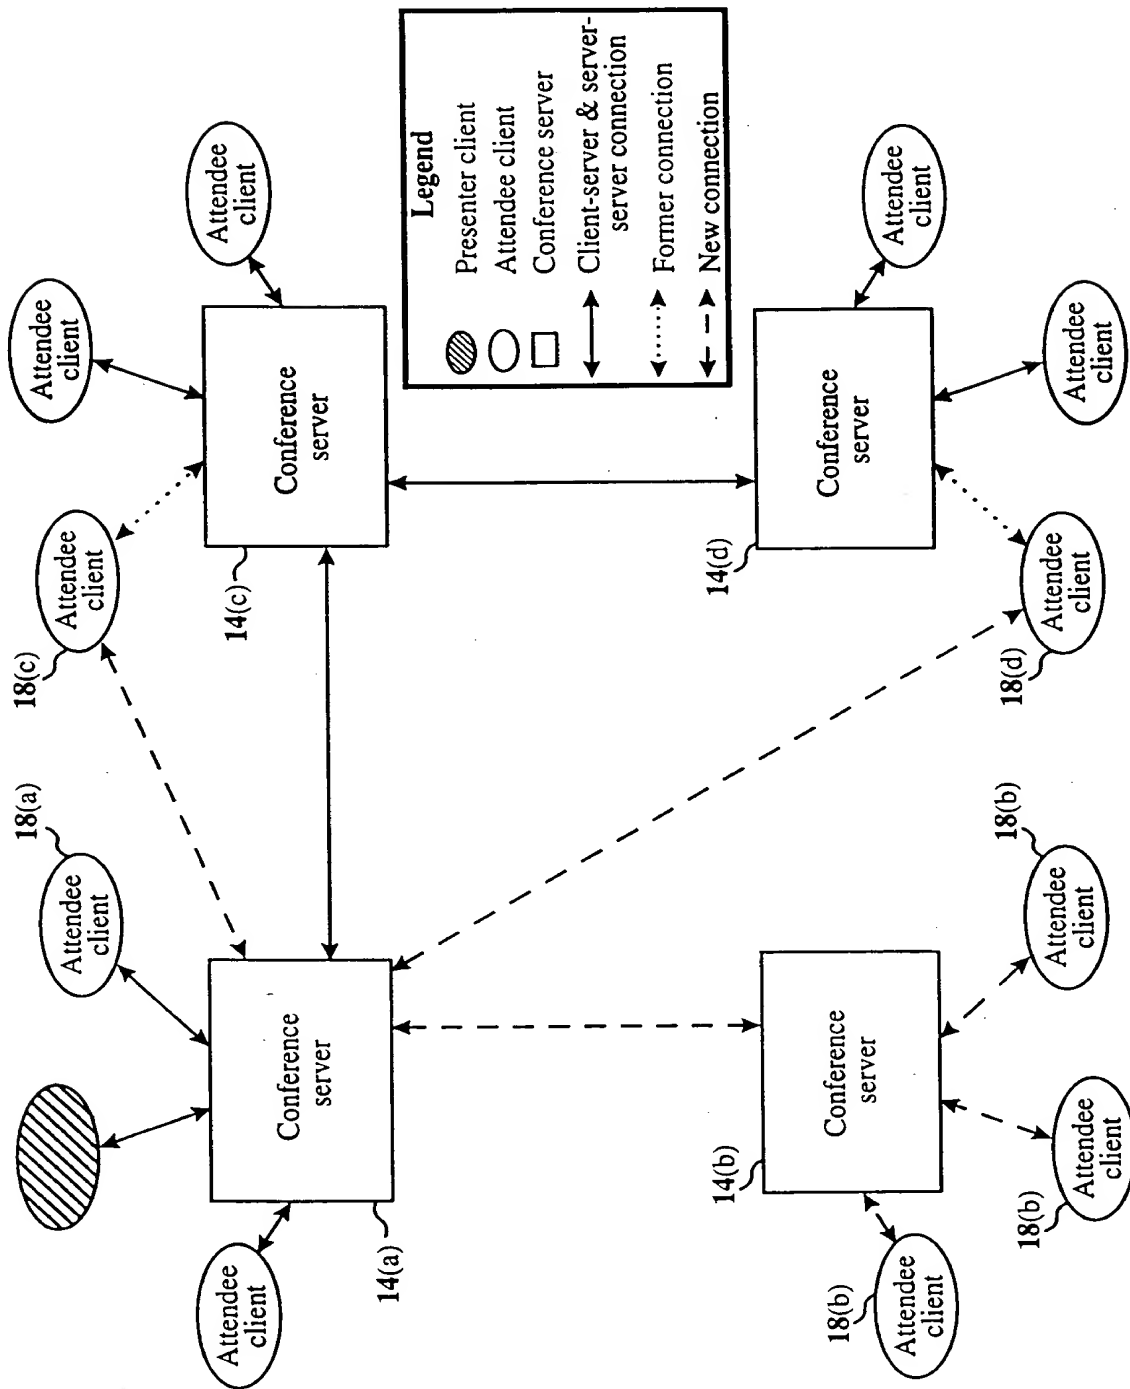 18(a)
18(c)
Attendee
client
Attendee
client
Attendee
client
Attendee
client
Conference
server
14(c)
Conference
server
Attendee
client
14(a)
Legend
Presenter client
Attendee client
Conference server
Client-server & server-
server connection
Former connection
New connection
14(b)
14(d)
18(b)
Attendee
client
Conference
server
Conference
server
Attendee
client
18(b)
Attendee
client
18(b)
Attendee
client
18(d)
Attendee
client
Attendee
client